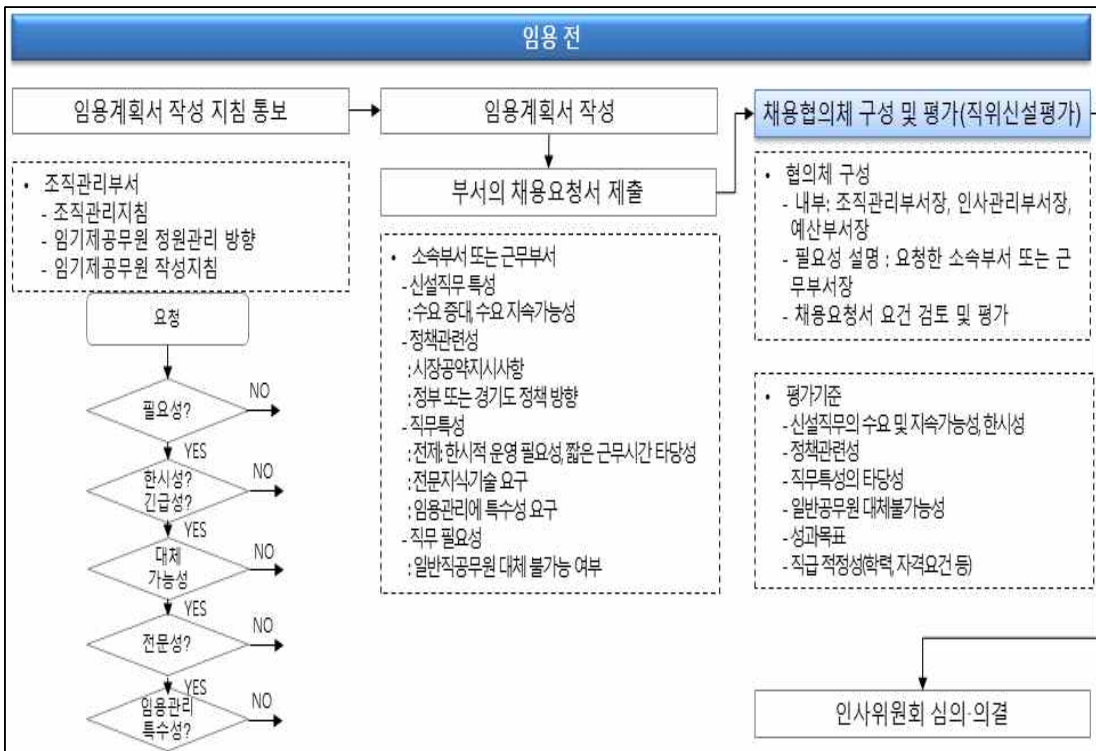 임용 전
임용계획서 작성 지침 통보
임용계획서 작성
채용협의체 구성 및 평가(직위신설평가)
• 조직관리부서
- 조직관리지침
- 임기제공무원 정원관리 방향
- 임기제공무원 작성지침
요청
필요성?
NO
YES
한시성?
긴급성?
NO
YES
대체
가능성
NO
YES
전문성?
NO
YES
임용관리
특수성?
NO
부서의 채용요청서 제출
• 소속부서 또는 근무부서
- 신설직무 특성
: 수요 증대, 수요 지속가능성
- 정책관련성
: 시장공약지시사항
: 정부 또는 경기도 정책 방향
- 직무특성
: 전제: 한시적 운영 필요성, 짧은 근무시간 타당성
: 전문지식기술 요구
: 임용관리에 특수성 요구
- 직무 필요성
: 일반직공무원 대체 불가능 여부
• 협의체 구성
- 내부: 조직관리부서장, 인사관리부서장,
예산부서장
- 필요성 설명 : 요청한 소속부서 또는 근
무부서장
- 채용요청서 요건 검토 및 평가
• 평가기준
- 신설직무의 수요 및 지속가능성, 한시성
- 정책관련성
- 직무특성의 타당성
- 일반공무원 대체불가능성
- 성과목표
- 직급 적정성(학력, 자격요건 등)
인사위원회 심의·의결